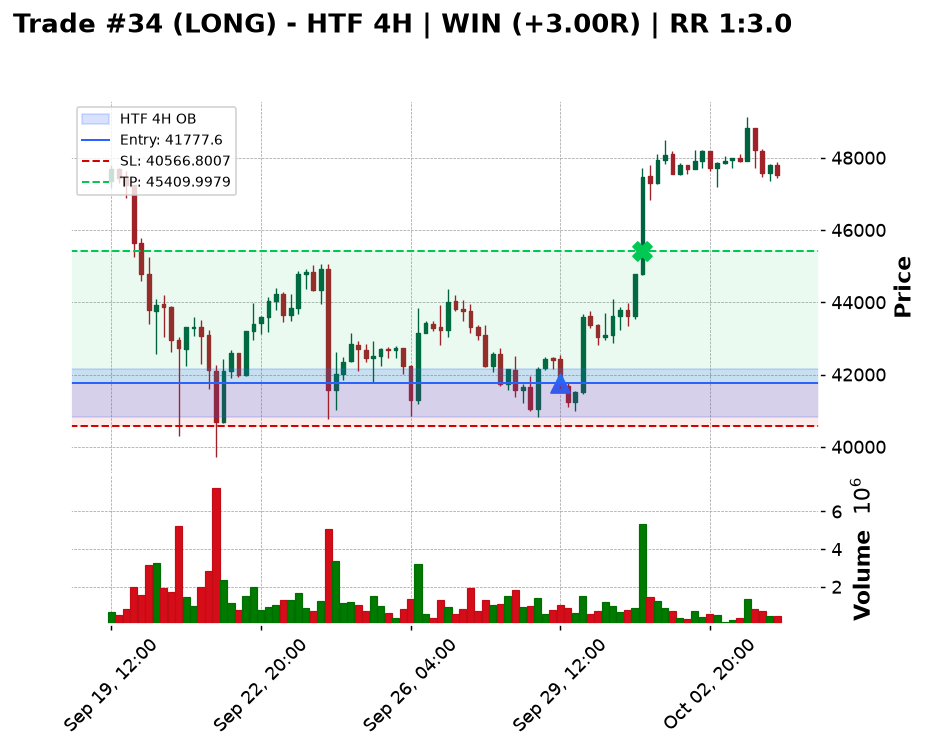 Trade #34 (LONG) - HTF 4H | WIN (+3.00R) | RR 1:3.0
HTF 4H OB
Entry: 41777.6
SL: 40566.8007
TP: 45409.9979
48000
46000
44000
42000
40000
Price
6
4
2
Volume 10⁶
Sep 19, 12:00
Sep 22, 20:00
Sep 26, 04:00
Sep 29, 12:00
Oct 02, 20:00